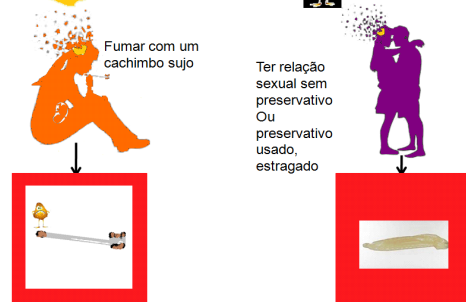 Fumar com um
cachimbo sujo
Ter relação
sexual sem
preservativo
Ou
preservativo
usado,
estragado